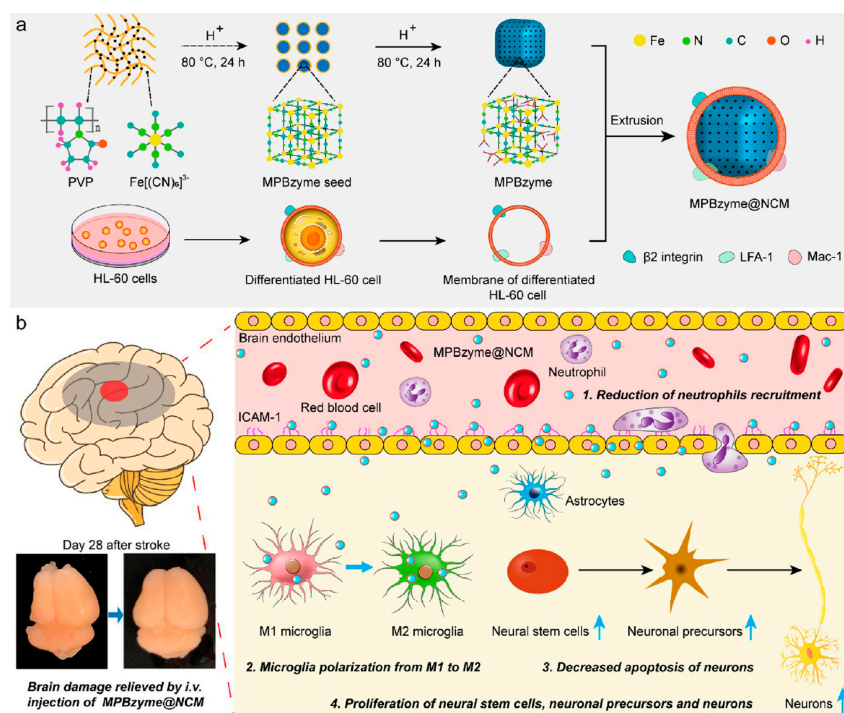 a
H⁺
80 °C, 24 h
H⁺
80 °C, 24 h
Fe
N
C
O
H
n
PVP
Fe[(CN)₆]³⁻
MPBzyme seed
MPBzyme
Extrusion
MPBzyme@NCM
HL-60 cells
Differentiated HL-60 cell
Membrane of differentiated
HL-60 cell
β2 integrin
LFA-1
Mac-1
b
Brain endothelium
MPBzyme@NCM
Neutrophil
Red blood cell
1. Reduction of neutrophils recruitment
ICAM-1
Astrocytes
Day 28 after stroke
M1 microglia
M2 microglia
Neural stem cells
Neuronal precursors
2. Microglia polarization from M1 to M2
3. Decreased apoptosis of neurons
Brain damage relieved by i.v.
injection of MPBzyme@NCM
4. Proliferation of neural stem cells, neuronal precursors and neurons
Neurons